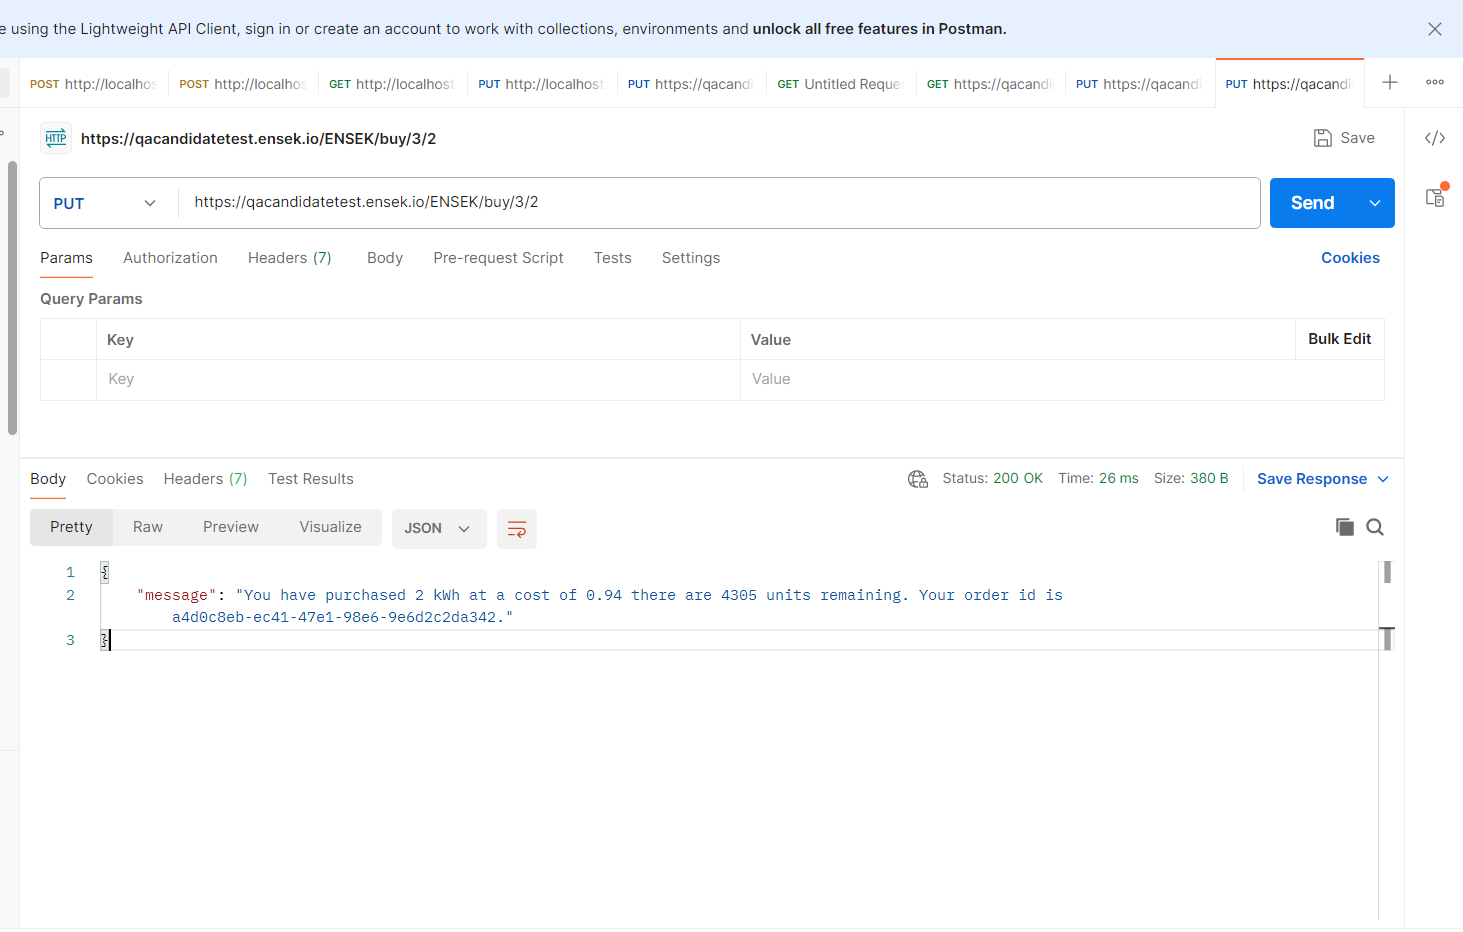 e using the Lightweight API Client, sign in or create an account to work with collections, environments and unlock all free features in Postman.
POST http://localhos POST http://localhos GET http://localhost PUT http://localhost PUT https://qacandi GET Untitled Reque GET https://qacandi PUT https://qacandi PUT https://qacandi
HTTP https://qacandidatetest.ensek.io/ENSEK/buy/3/2 Save </>
PUT https://qacandidatetest.ensek.io/ENSEK/buy/3/2 Send
Params Authorization Headers (7) Body Pre-request Script Tests Settings Cookies
Query Params
Key Value Bulk Edit
Key Value
Body Cookies Headers (7) Test Results Status: 200 OK Time: 26 ms Size: 380 B Save Response
Pretty Raw Preview Visualize JSON
1 {
2 "message": "You have purchased 2 kWh at a cost of 0.94 there are 4305 units remaining. Your order id is
a4d0c8eb-ec41-47e1-98e6-9e6d2c2da342."
3 }